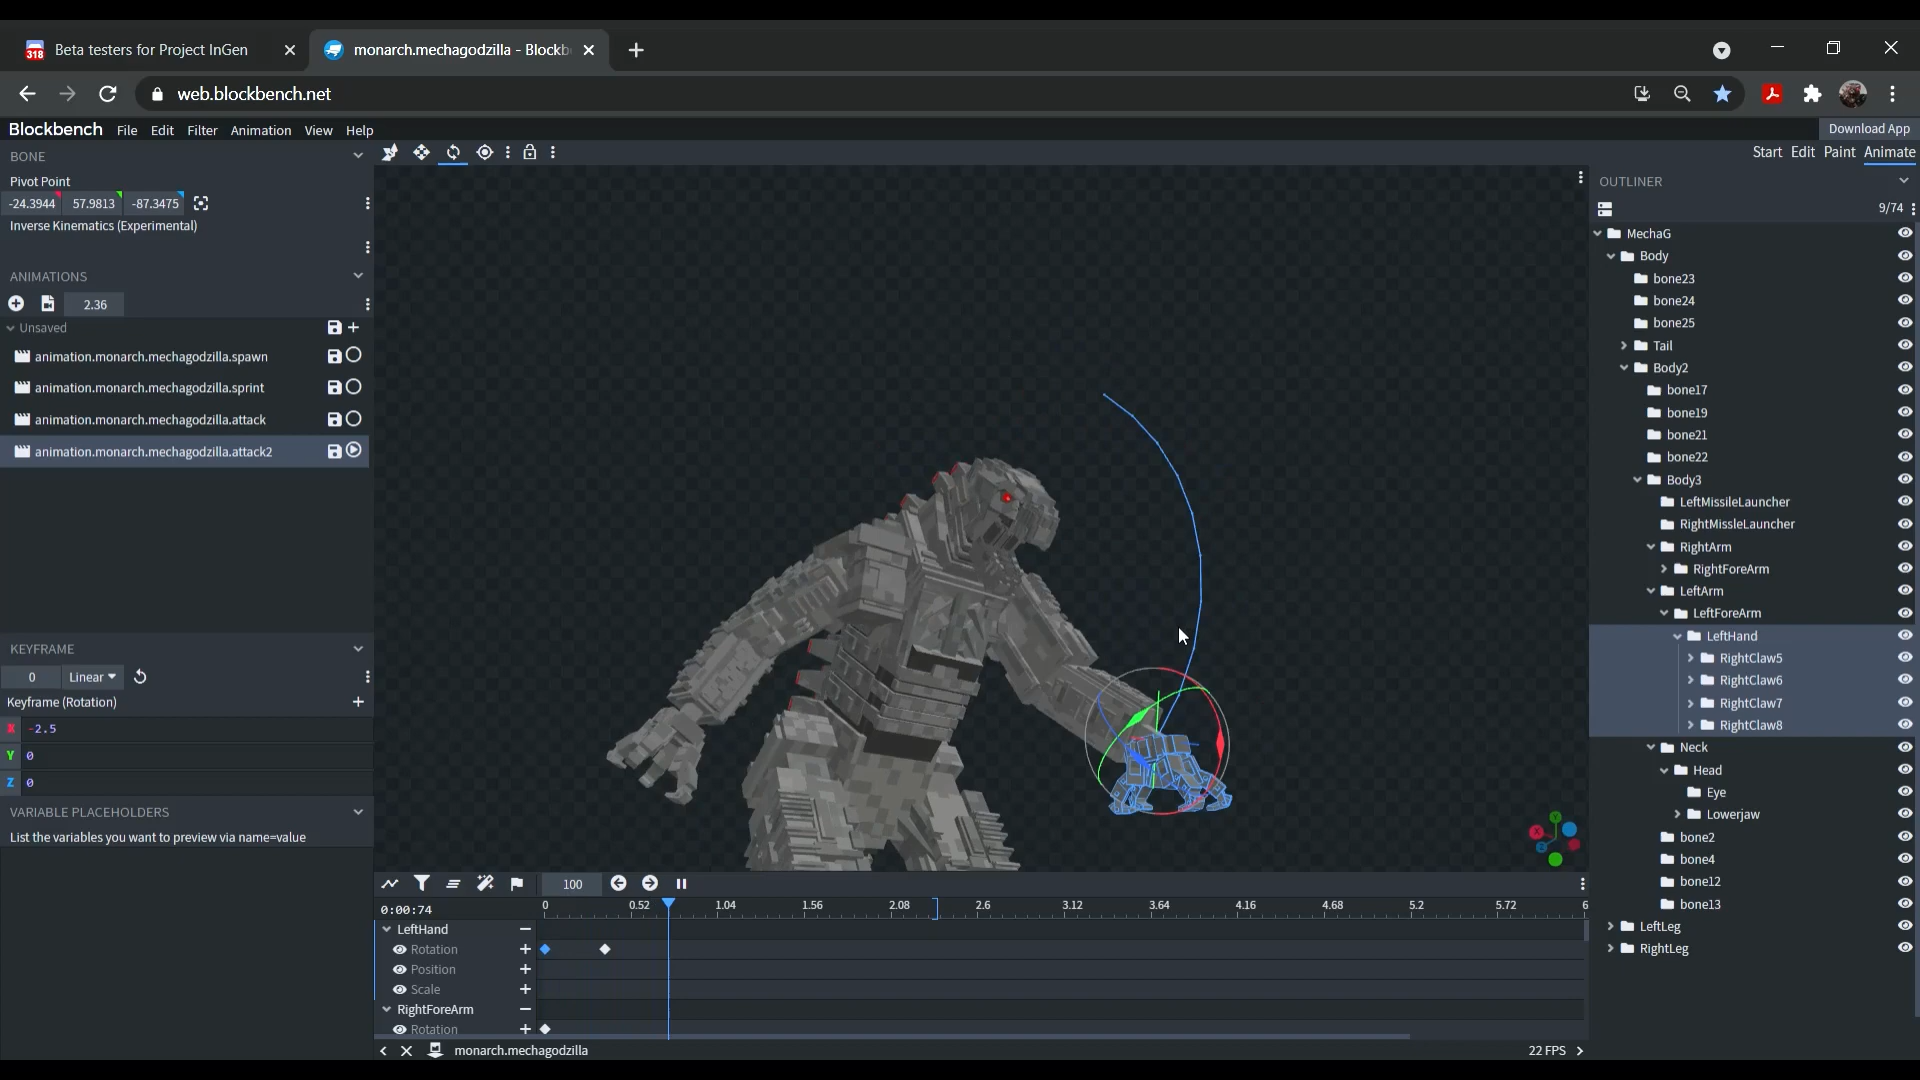 318 Beta testers for Project InGen
monarch.mechagodzilla - Blockb
web.blockbench.net
Blockbench File Edit Filter Animation View Help
Download App
Start Edit Paint Animate
BONE
Pivot Point
-24.3944 57.9813 -87.3475
Inverse Kinematics (Experimental)
ANIMATIONS
2.36
Unsaved
animation.monarch.mechagodzilla.spawn
animation.monarch.mechagodzilla.sprint
animation.monarch.mechagodzilla.attack
animation.monarch.mechagodzilla.attack2
KEYFRAME
0 Linear
Keyframe (Rotation)
X -2.5
Y 0
Z 0
VARIABLE PLACEHOLDERS
List the variables you want to preview via name=value
X Y Z
100
0:00:74
0 0.52 1.04 1.56 2.08 2.6 3.12 3.64 4.16 4.68 5.2 5.72 6
LeftHand
Rotation
Position
Scale
RightForeArm
Rotation
monarch.mechagodzilla
22 FPS
OUTLINER
9/74
MechaG
Body
bone23
bone24
bone25
Tail
Body2
bone17
bone19
bone21
bone22
Body3
LeftMissileLauncher
RightMissleLauncher
RightArm
RightForeArm
LeftArm
LeftForeArm
LeftHand
RightClaw5
RightClaw6
RightClaw7
RightClaw8
Neck
Head
Eye
Lowerjaw
bone2
bone4
bone12
bone13
LeftLeg
RightLeg